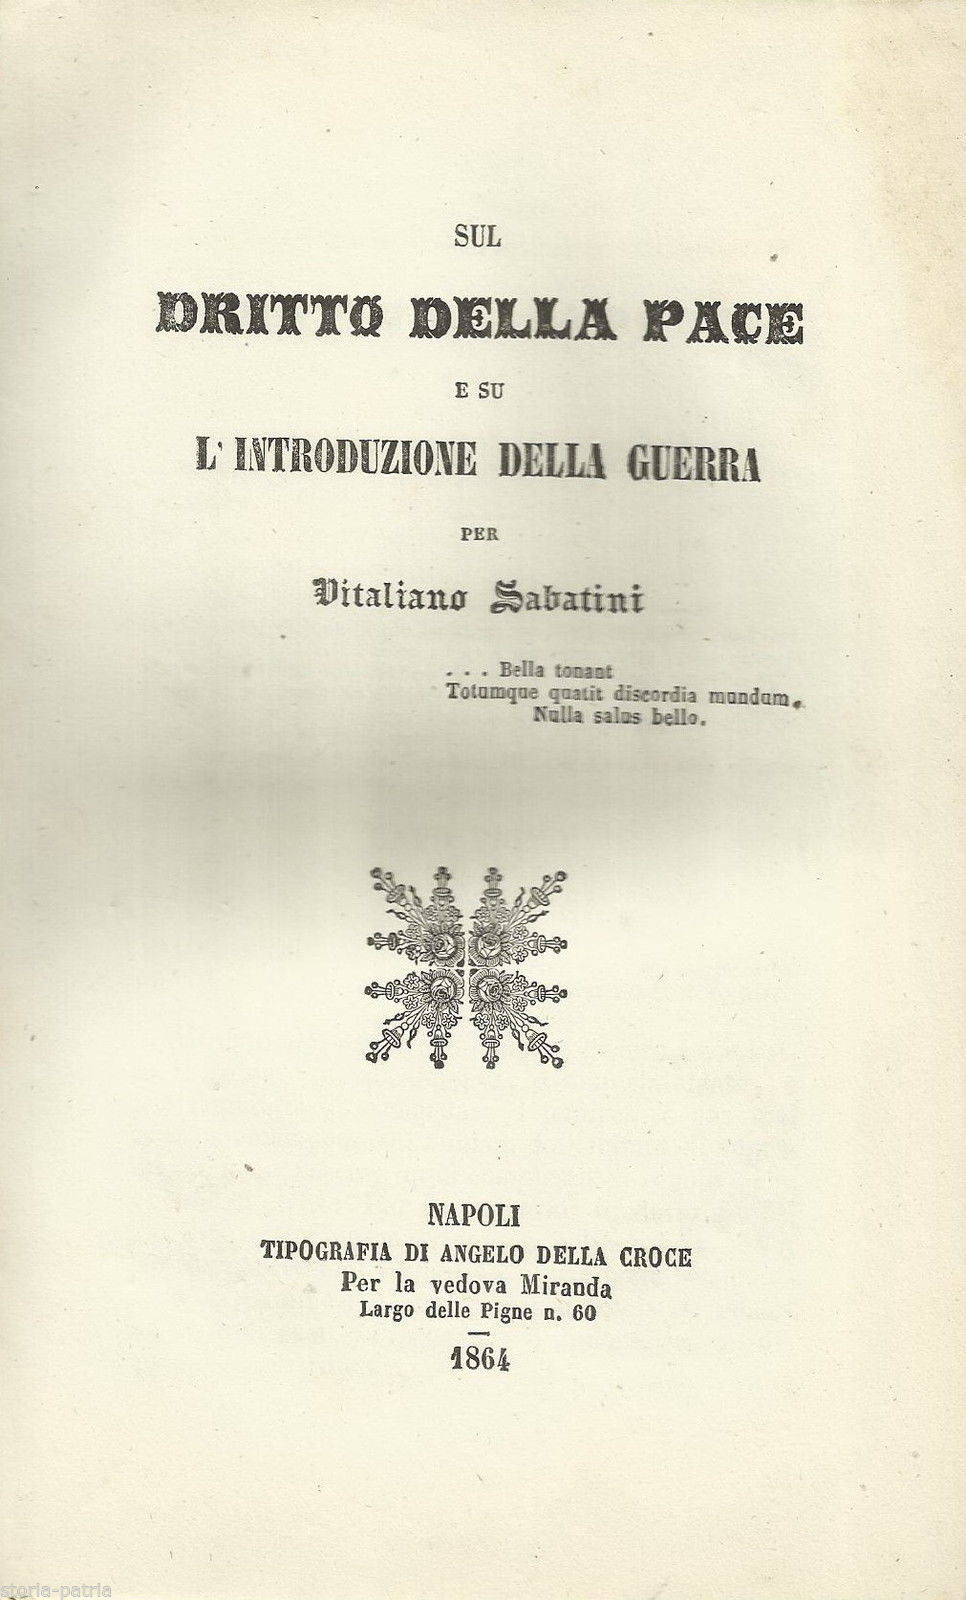 SUL
DRITTO DELLA PACE
E SU
L'INTRODUZIONE DELLA GUERRA
PER
Vitaliano Sabatini
. . . Bella tonant
Totumque quatit discordia mundum.
Nulla salus bello.
NAPOLI
TIPOGRAFIA DI ANGELO DELLA CROCE
Per la vedova Miranda
Largo delle Pigne n. 60
1864
storia-patria